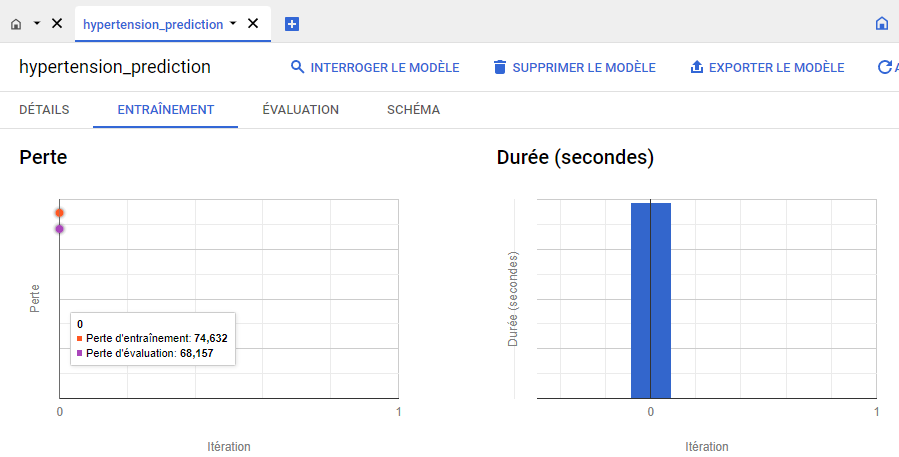 hypertension_prediction
hypertension_prediction
INTERROGER LE MODÈLE
SUPPRIMER LE MODÈLE
EXPORTER LE MODÈLE
DÉTAILS
ENTRAÎNEMENT
ÉVALUATION
SCHÉMA
Perte
Perte
0
Perte d'entraînement: 74,632
Perte d'évaluation: 68,157
0
1
Itération
Durée (secondes)
Durée (secondes)
0
1
Itération